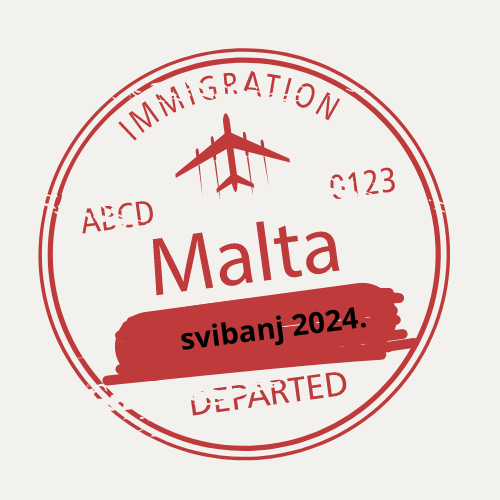 IMMIGRATION
ABCD
0123
Malta
svibanj 2024.
DEPARTED